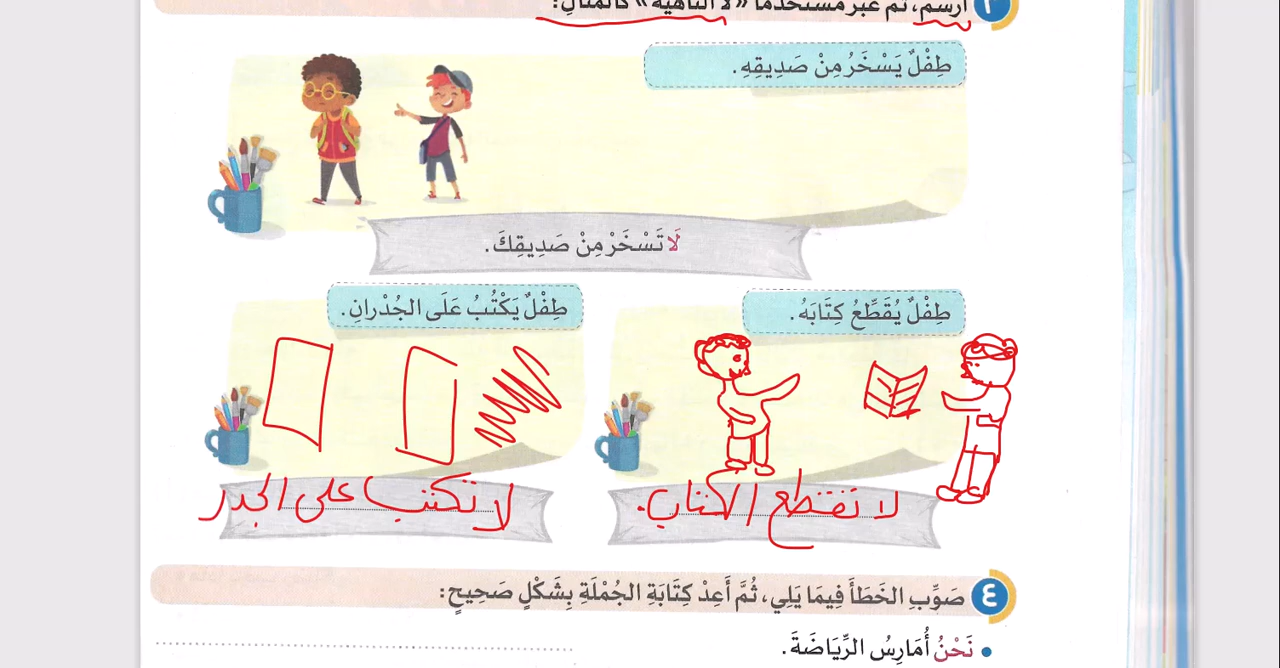 ٣ ارسم، ثم عبر مستخدما «لا الناهية» كالمثال:
طِفْلٌ يَسْخَرُ مِنْ صَدِيقِهِ.
لَا تَسْخَرْ مِنْ صَدِيقِكَ.
طِفْلٌ يُقَطِّعُ كِتَابَهُ.
لا تقطع الكتاب.
طِفْلٌ يَكْتُبُ عَلَى الجُدْرانِ.
لا تكتب على الجدر
٤ صَوِّبِ الخَطَأَ فِيمَا يَلِي، ثُمَّ أَعِدْ كِتَابَةِ الجُمْلَةِ بِشَكْلٍ صَحِيحٍ:
• نَحْنُ أُمَارِسُ الرِّيَاضَةَ.